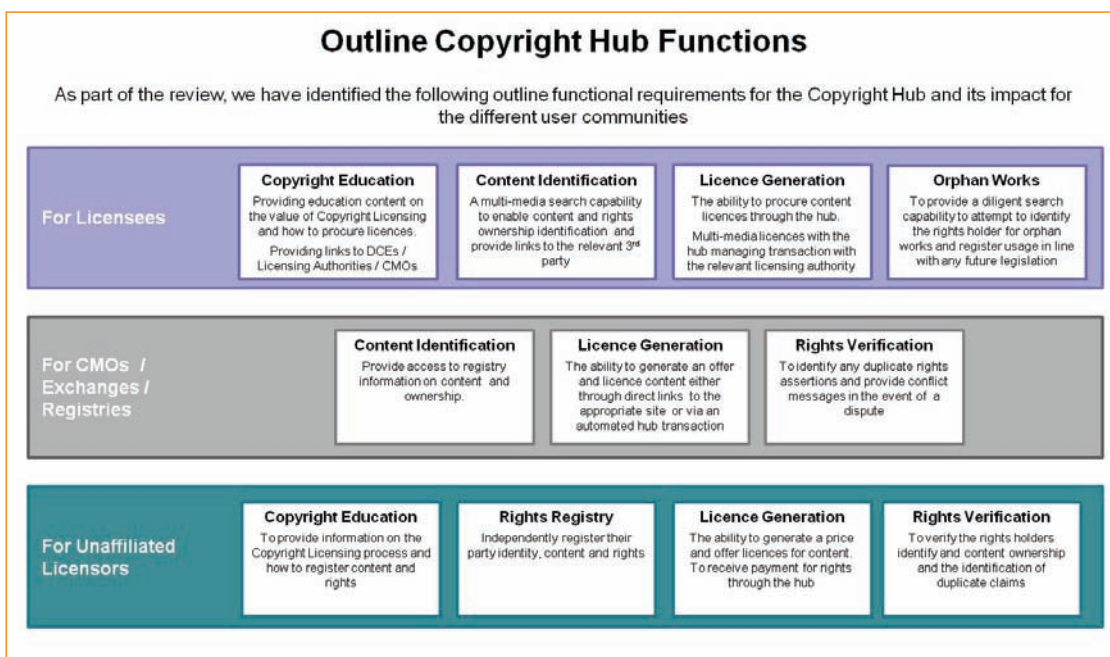 Outline Copyright Hub Functions
As part of the review, we have identified the following outline functional requirements for the Copyright Hub and its impact for
the different user communities
For Licensees
Copyright Education
Providing education content on
the value of Copyright Licensing
and how to procure licences.
Providing links to DCEs /
Licensing Authorities / CMOs
Content Identification
A multi-media search capability
to enable content and rights
ownership identification and
provide links to the relevant 3rd
party
Licence Generation
The ability to procure content
licences through the hub.
Multi-media licences with the
hub managing transaction with
the relevant licensing authority
Orphan Works
To provide a diligent search
capability to attempt to identify
the rights holder for orphan
works and register usage in line
with any future legislation
For CMOs /
Exchanges /
Registries
Content Identification
Provide access to registry
information on content and
ownership.
Licence Generation
The ability to generate an offer
and licence content either
through direct links to the
appropriate site or via an
automated hub transaction
Rights Verification
To identify any duplicate rights
assertions and provide conflict
messages in the event of a
dispute
For Unaffiliated
Licensors
Copyright Education
To provide information on the
Copyright Licensing process and
how to register content and
rights
Rights Registry
Independently register their
party identity, content and rights
Licence Generation
The ability to generate a price
and offer licences for content.
To receive payment for rights
through the hub
Rights Verification
To verify the rights holders
identify and content ownership
and the identification of
duplicate claims